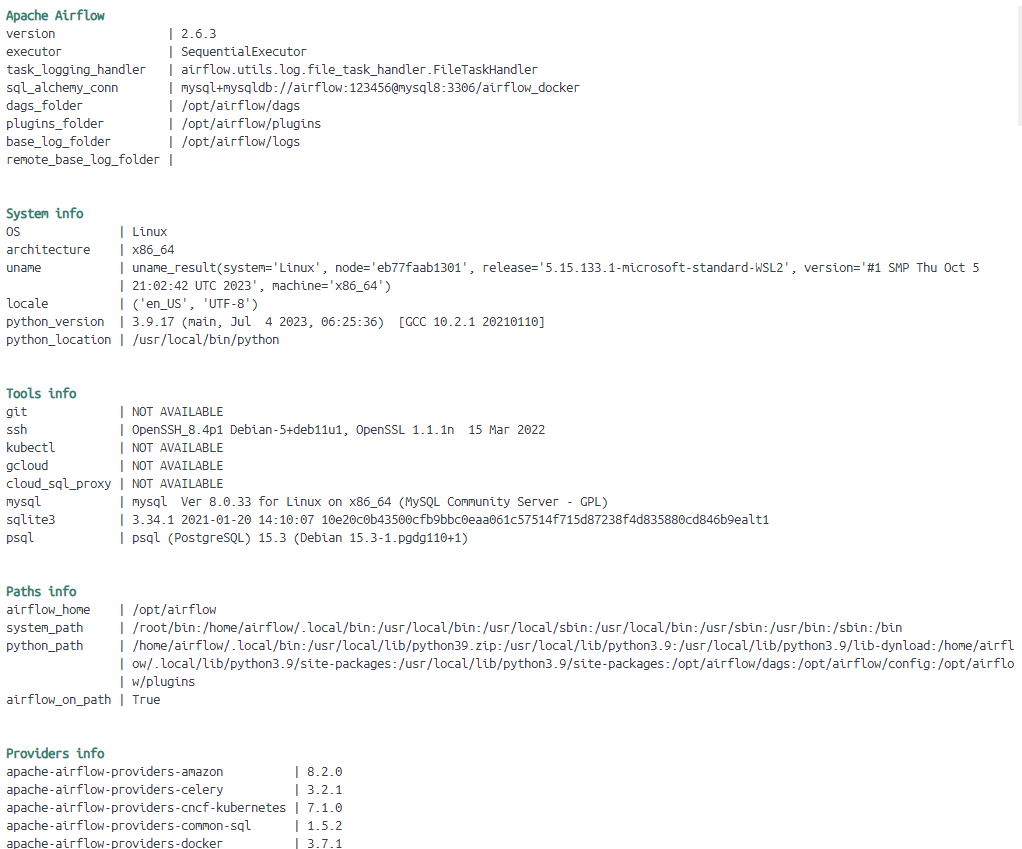 Apache Airflow
version                | 2.6.3
executor               | SequentialExecutor
task_logging_handler   | airflow.utils.log.file_task_handler.FileTaskHandler
sql_alchemy_conn       | mysql+mysqldb://airflow:123456@mysql8:3306/airflow_docker
dags_folder            | /opt/airflow/dags
plugins_folder         | /opt/airflow/plugins
base_log_folder        | /opt/airflow/logs
remote_base_log_folder |
System info
OS              | Linux
architecture    | x86_64
uname           | uname_result(system='Linux', node='eb77faab1301', release='5.15.133.1-microsoft-standard-WSL2', version='#1 SMP Thu Oct 5
                | 21:02:42 UTC 2023', machine='x86_64')
locale          | ('en_US', 'UTF-8')
python_version  | 3.9.17 (main, Jul  4 2023, 06:25:36)  [GCC 10.2.1 20210110]
python_location | /usr/local/bin/python
Tools info
git             | NOT AVAILABLE
ssh             | OpenSSH_8.4p1 Debian-5+deb11u1, OpenSSL 1.1.1n  15 Mar 2022
kubectl         | NOT AVAILABLE
gcloud          | NOT AVAILABLE
cloud_sql_proxy | NOT AVAILABLE
mysql           | mysql  Ver 8.0.33 for Linux on x86_64 (MySQL Community Server - GPL)
sqlite3         | 3.34.1 2021-01-20 14:10:07 10e20c0b43500cfb9bbc0eaa061c57514f715d87238f4d835880cd846b9ealt1
psql            | psql (PostgreSQL) 15.3 (Debian 15.3-1.pgdg110+1)
Paths info
airflow_home    | /opt/airflow
system_path     | /root/bin:/home/airflow/.local/bin:/usr/local/bin:/usr/local/sbin:/usr/local/bin:/usr/sbin:/usr/bin:/sbin:/bin
python_path     | /home/airflow/.local/bin:/usr/local/lib/python39.zip:/usr/local/lib/python3.9:/usr/local/lib/python3.9/lib-dynload:/home/airfl
                | ow/.local/lib/python3.9/site-packages:/usr/local/lib/python3.9/site-packages:/opt/airflow/dags:/opt/airflow/config:/opt/airflo
                | w/plugins
airflow_on_path | True
Providers info
apache-airflow-providers-amazon          | 8.2.0
apache-airflow-providers-celery          | 3.2.1
apache-airflow-providers-cncf-kubernetes | 7.1.0
apache-airflow-providers-common-sql      | 1.5.2
apache-airflow-providers-docker          | 3.7.1